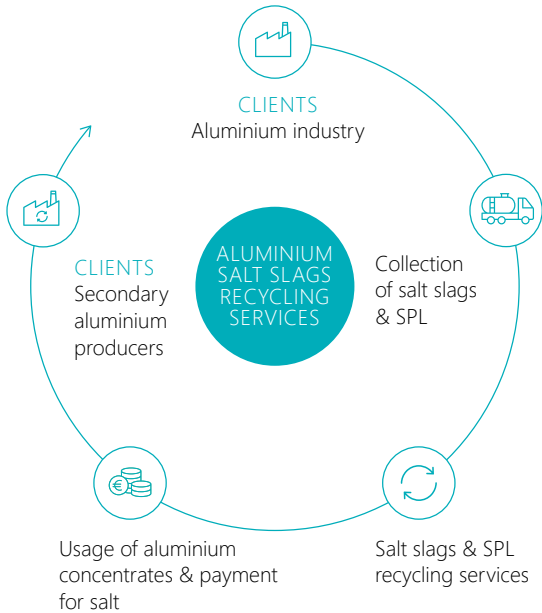 CLIENTS
Aluminium industry
ALUMINIUM
SALT SLAGS
RECYCLING
SERVICES
Collection
of salt slags
& SPL
Salt slags & SPL
recycling services
€
Usage of aluminium
concentrates & payment
for salt
CLIENTS
Secondary
aluminium
producers